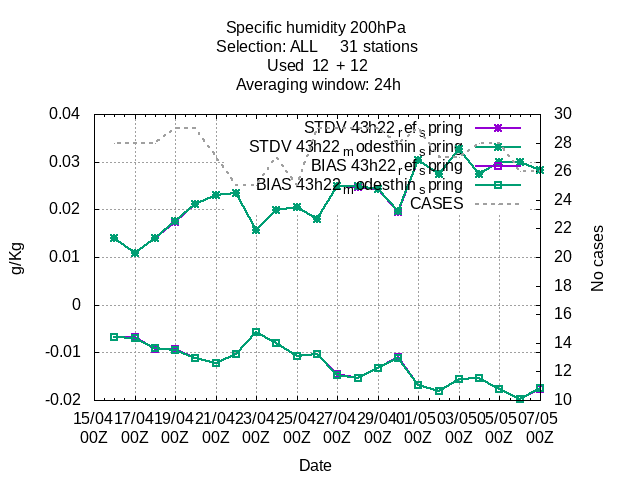 Specific humidity 200hPa
Selection: ALL 31 stations
Used 12 + 12
Averaging window: 24h
STDV 43h22_ref_spring
STDV 43h22_modesthin_spring
BIAS 43h22_ref_spring
BIAS 43h22_modesthin_spring
CASES
0.04
0.03
0.02
0.01
0
-0.01
-0.02
g/Kg
30
28
26
24
22
20
18
16
14
12
10
No cases
15/04 17/04 19/04 21/04 23/04 25/04 27/04 29/04 01/05 03/05 05/05 07/05
00Z 00Z 00Z 00Z 00Z 00Z 00Z 00Z 00Z 00Z 00Z 00Z
Date